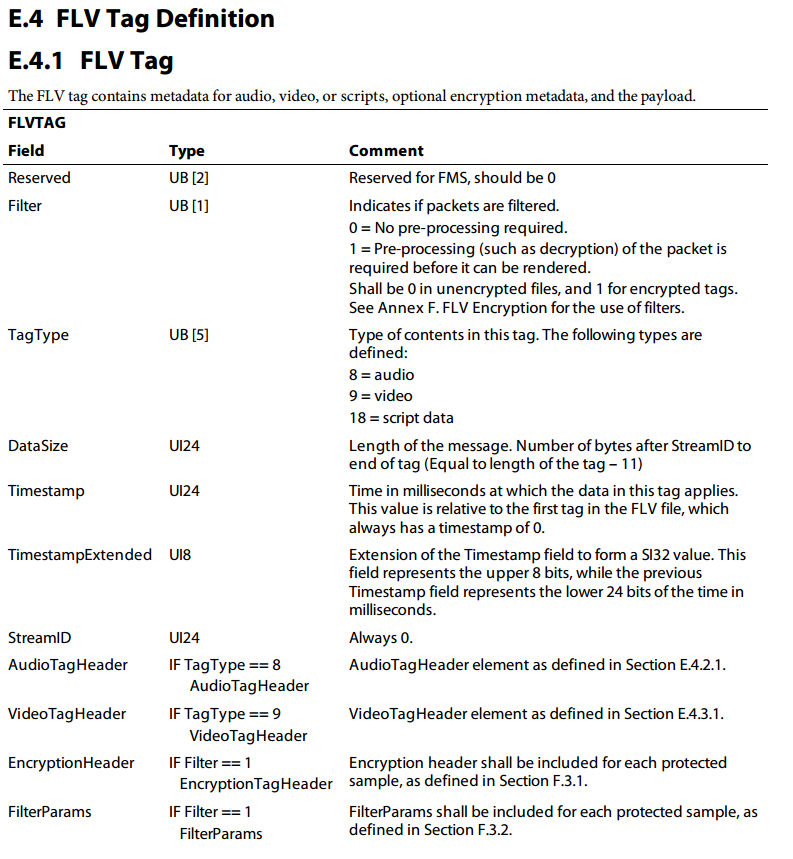 E.4 FLV Tag Definition
E.4.1 FLV Tag
The FLV tag contains metadata for audio, video, or scripts, optional encryption metadata, and the payload.
FLVTAG
Field Type Comment
Reserved UB [2] Reserved for FMS, should be 0
Filter UB [1] Indicates if packets are filtered.
0 = No pre-processing required.
1 = Pre-processing (such as decryption) of the packet is
required before it can be rendered.
Shall be 0 in unencrypted files, and 1 for encrypted tags.
See Annex F. FLV Encryption for the use of filters.
TagType UB [5] Type of contents in this tag. The following types are
defined:
8 = audio
9 = video
18 = script data
DataSize UI24 Length of the message. Number of bytes after StreamID to
end of tag (Equal to length of the tag – 11)
Timestamp UI24 Time in milliseconds at which the data in this tag applies.
This value is relative to the first tag in the FLV file, which
always has a timestamp of 0.
TimestampExtended UI8 Extension of the Timestamp field to form a SI32 value. This
field represents the upper 8 bits, while the previous
Timestamp field represents the lower 24 bits of the time in
milliseconds.
StreamID UI24 Always 0.
AudioTagHeader IF TagType == 8 AudioTagHeader element as defined in Section E.4.2.1.
AudioTagHeader
VideoTagHeader IF TagType == 9 VideoTagHeader element as defined in Section E.4.3.1.
VideoTagHeader
EncryptionHeader IF Filter == 1 Encryption header shall be included for each protected
EncryptionTagHeader sample, as defined in Section F.3.1.
FilterParams IF Filter == 1 FilterParams shall be included for each protected sample, as
FilterParams defined in Section F.3.2.